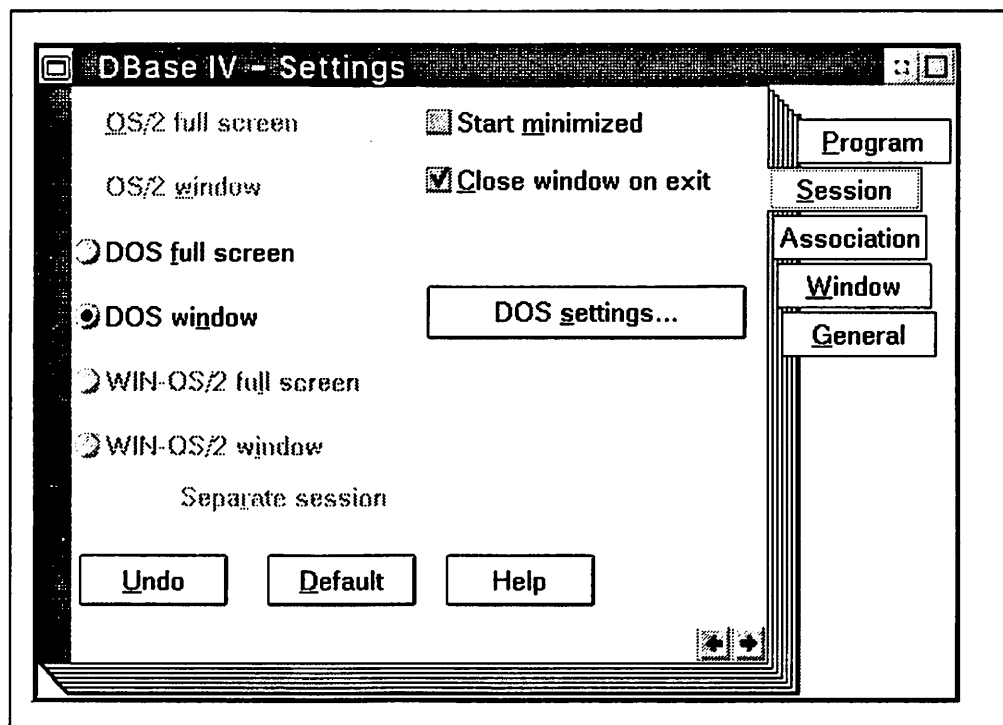 DBase IV - Settings
OS/2 full screen
OS/2 window
DOS full screen
DOS window
WIN-OS/2 full screen
WIN-OS/2 window
Separate session
Start minimized
Close window on exit
DOS settings...
Undo
Default
Help
Program
Session
Association
Window
General